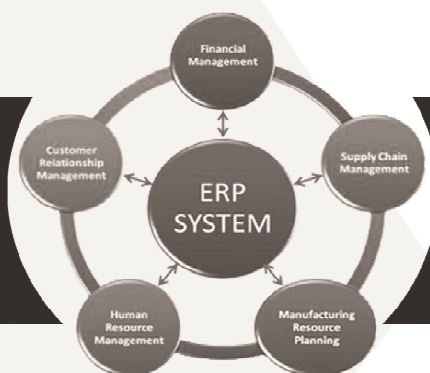 Financial
Management
Customer
Relationship
Management
Supply Chain
Management
ERP
SYSTEM
Human
Resource
Management
Manufacturing
Resource
Planning